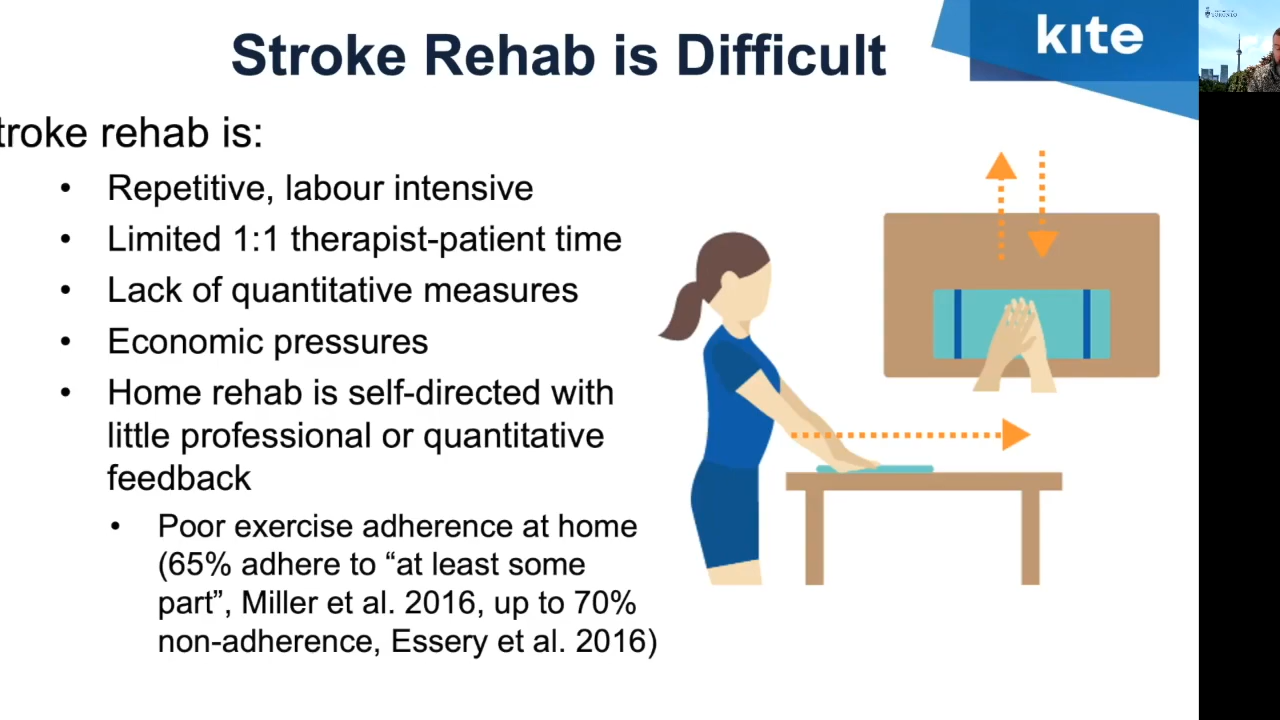 Stroke Rehab is Difficult
kite
TORONTO
troke rehab is:
• Repetitive, labour intensive
• Limited 1:1 therapist-patient time
• Lack of quantitative measures
• Economic pressures
• Home rehab is self-directed with
little professional or quantitative
feedback
• Poor exercise adherence at home
(65% adhere to “at least some
part”, Miller et al. 2016, up to 70%
non-adherence, Essery et al. 2016)